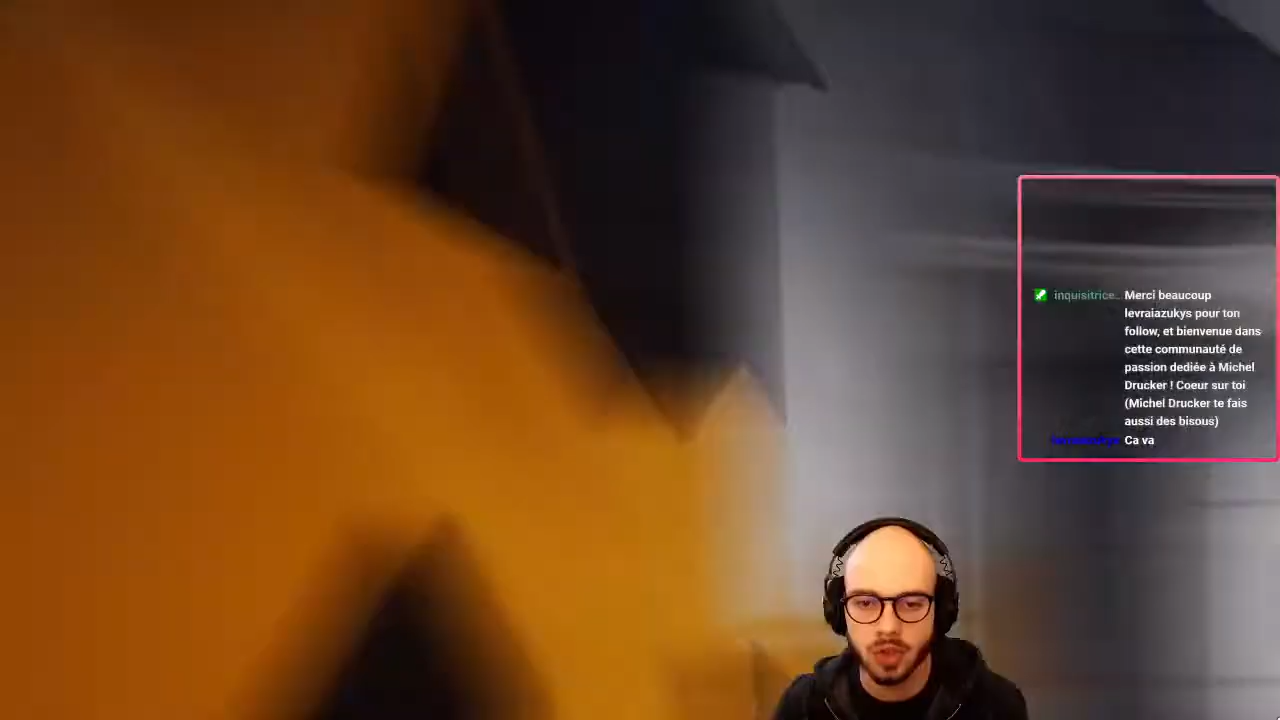 inquisitrice... Merci beaucoup
levraiazukys pour ton
follow, et bienvenue dans
cette communauté de
passion dediée à Michel
Drucker ! Coeur sur toi
(Michel Drucker te fais
aussi des bisous)
levraiazukys Ca va